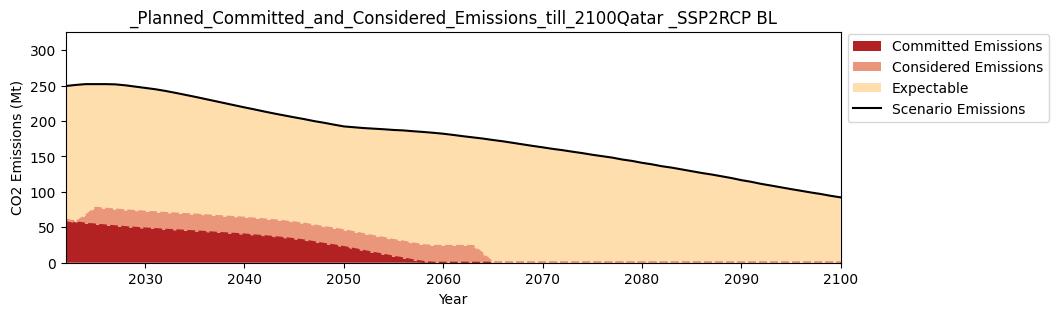 _Planned_Committed_and_Considered_Emissions_till_2100Qatar _SSP2RCP BL
CO2 Emissions (Mt)
300
250
200
150
100
50
0
2030 2040 2050 2060 2070 2080 2090 2100
Year
Committed Emissions
Considered Emissions
Expectable
Scenario Emissions